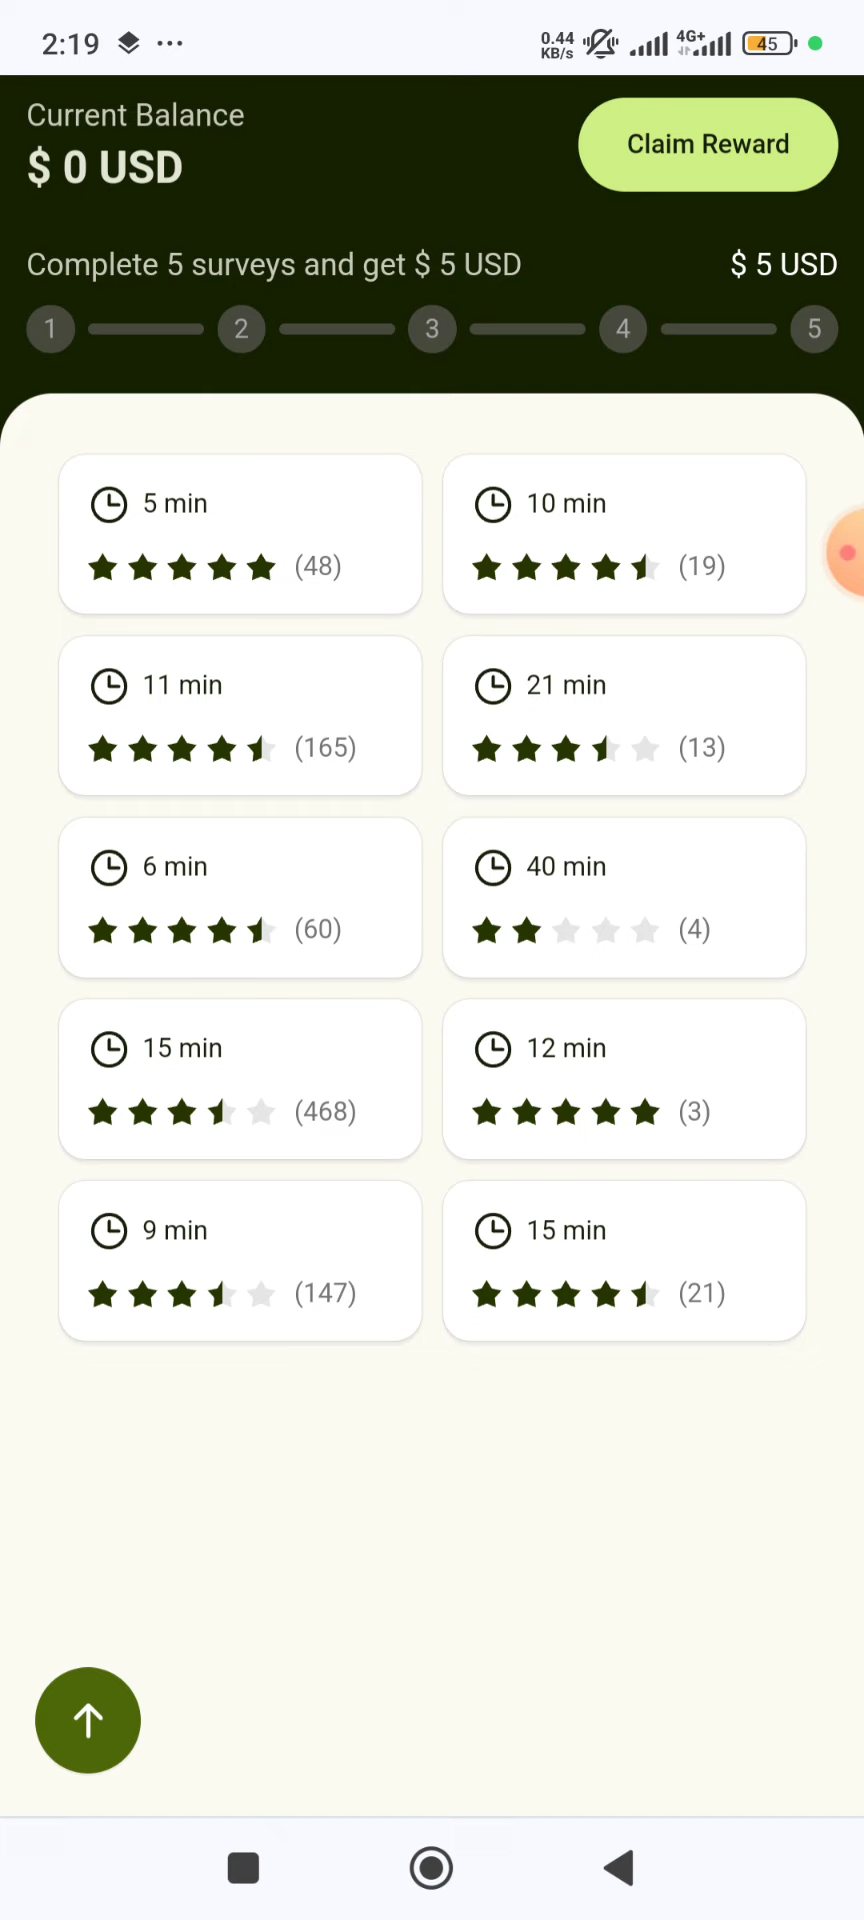 2:19
0.44
KB/s
4G+
45
Current Balance
$ 0 USD
Claim Reward
Complete 5 surveys and get $ 5 USD
$ 5 USD
1 2 3 4 5
5 min
(48)
10 min
(19)
11 min
(165)
21 min
(13)
6 min
(60)
40 min
(4)
15 min
(468)
12 min
(3)
9 min
(147)
15 min
(21)